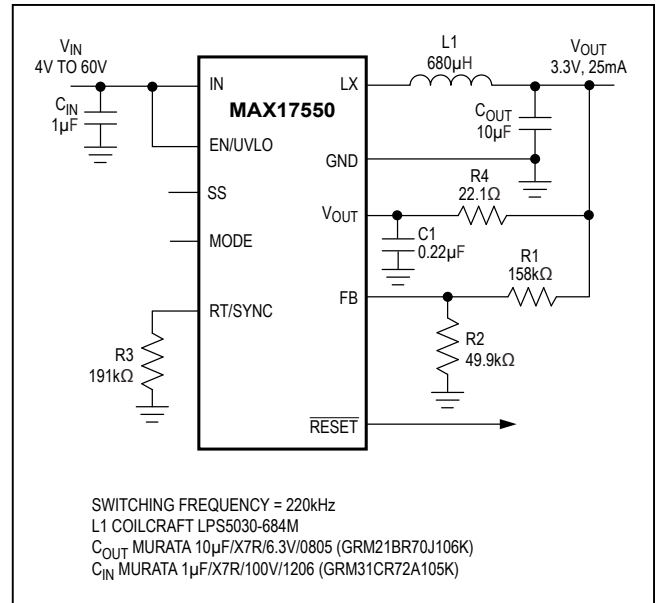 VIN
4V TO 60V
CIN
1µF
MAX17550
IN
EN/UVLO
SS
MODE
RT/SYNC
R3
191kΩ
LX
GND
VOUT
FB
RESET
L1
680µH
VOUT
3.3V, 25mA
COUT
10µF
R4
22.1Ω
C1
0.22µF
R1
158kΩ
R2
49.9kΩ
SWITCHING FREQUENCY = 220kHz
L1 COILCRAFT LPS5030-684M
COUT MURATA 10µF/X7R/6.3V/0805 (GRM21BR70J106K)
CIN MURATA 1µF/X7R/100V/1206 (GRM31CR72A105K)